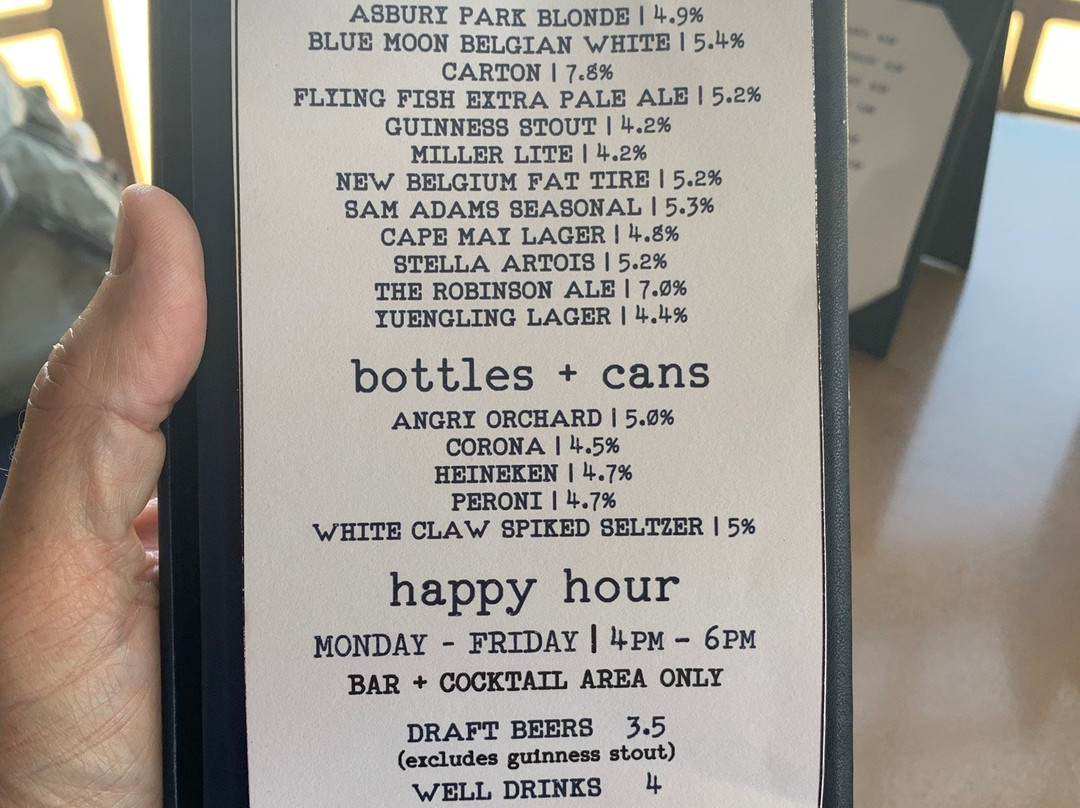 ASBURY PARK BLONDE | 4.9%
BLUE MOON BELGIAN WHITE | 5.4%
CARTON | 7.8%
FLYING FISH EXTRA PALE ALE | 5.2%
GUINNESS STOUT | 4.2%
MILLER LITE | 4.2%
NEW BELGIUM FAT TIRE | 5.2%
SAM ADAMS SEASONAL | 5.3%
CAPE MAY LAGER | 4.8%
STELLA ARTOIS | 5.2%
THE ROBINSON ALE | 7.0%
YUENGLING LAGER | 4.4%
bottles + cans
ANGRY ORCHARD | 5.0%
CORONA | 4.5%
HEINEKEN | 4.7%
PERONI | 4.7%
WHITE CLAW SPIKED SELTZER | 5%
happy hour
MONDAY - FRIDAY | 4PM - 6PM
BAR + COCKTAIL AREA ONLY
DRAFT BEERS 3.5
(excludes guinness stout)
WELL DRINKS 4